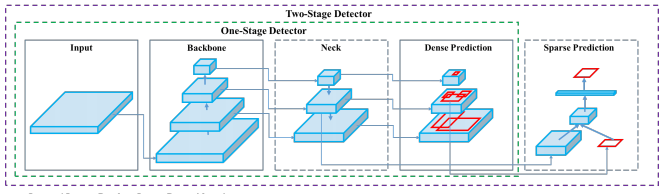 Two-Stage Detector
One-Stage Detector
Input
Backbone
Neck
Dense Prediction
Sparse Prediction